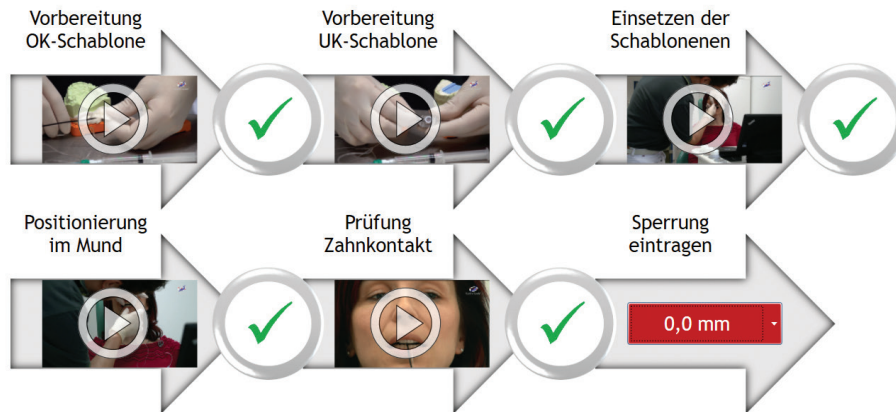 Vorbereitung
OK-Schablone
Vorbereitung
UK-Schablone
Einsetzen der
Schablonenen
Positionierung
im Mund
Prüfung
Zahnkontakt
Sperrung
eintragen
0,0 mm